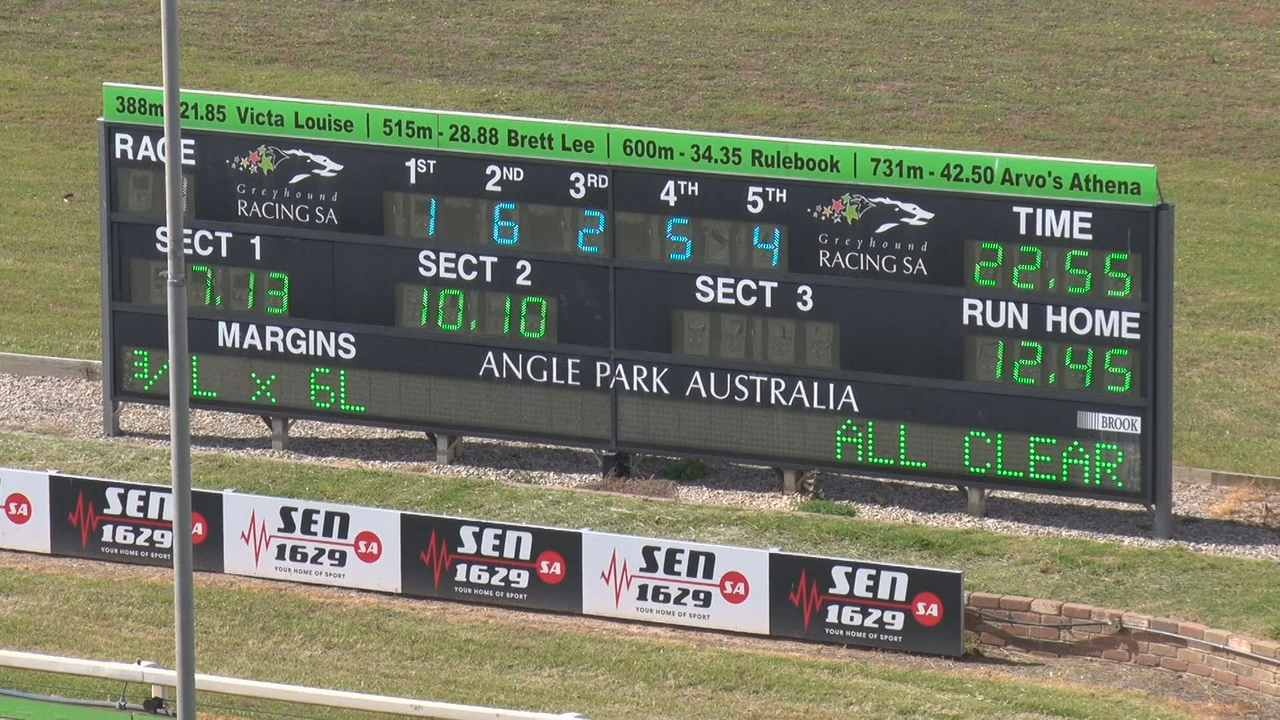 388m 21.85 Victa Louise | 515m - 28.88 Brett Lee | 600m - 34.35 Rulebook | 731m - 42.50 Arvo's Athena
RACE
Greyhound
RACING SA
1ST 2ND 3RD 4TH 5TH
1 6 2 5 4
Greyhound
RACING SA
TIME
22.55
SECT 1
7.13
SECT 2
10.10
SECT 3
RUN HOME
12.45
MARGINS
3/ L x 6L
ANGLE PARK AUSTRALIA
BROOK
ALL CLEAR
SA
SEN
1629
SA
YOUR HOME OF SPORT
SEN
1629
SA
YOUR HOME OF SPORT
SEN
1629
SA
YOUR HOME OF SPORT
SEN
1629
SA
YOUR HOME OF SPORT
SEN
1629
SA
YOUR HOME OF SPORT